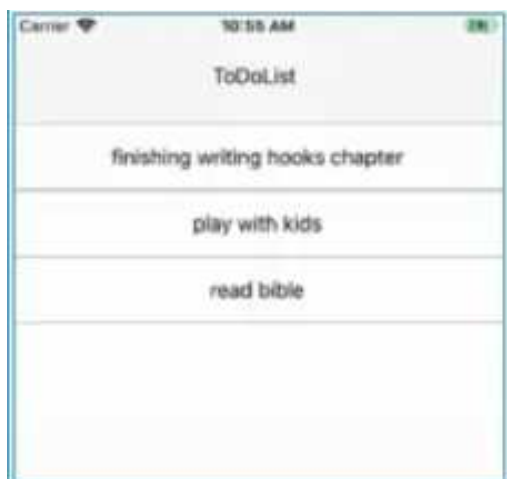 Carrier 10:55 AM
ToDoList
finishing writing hooks chapter
play with kids
read bible